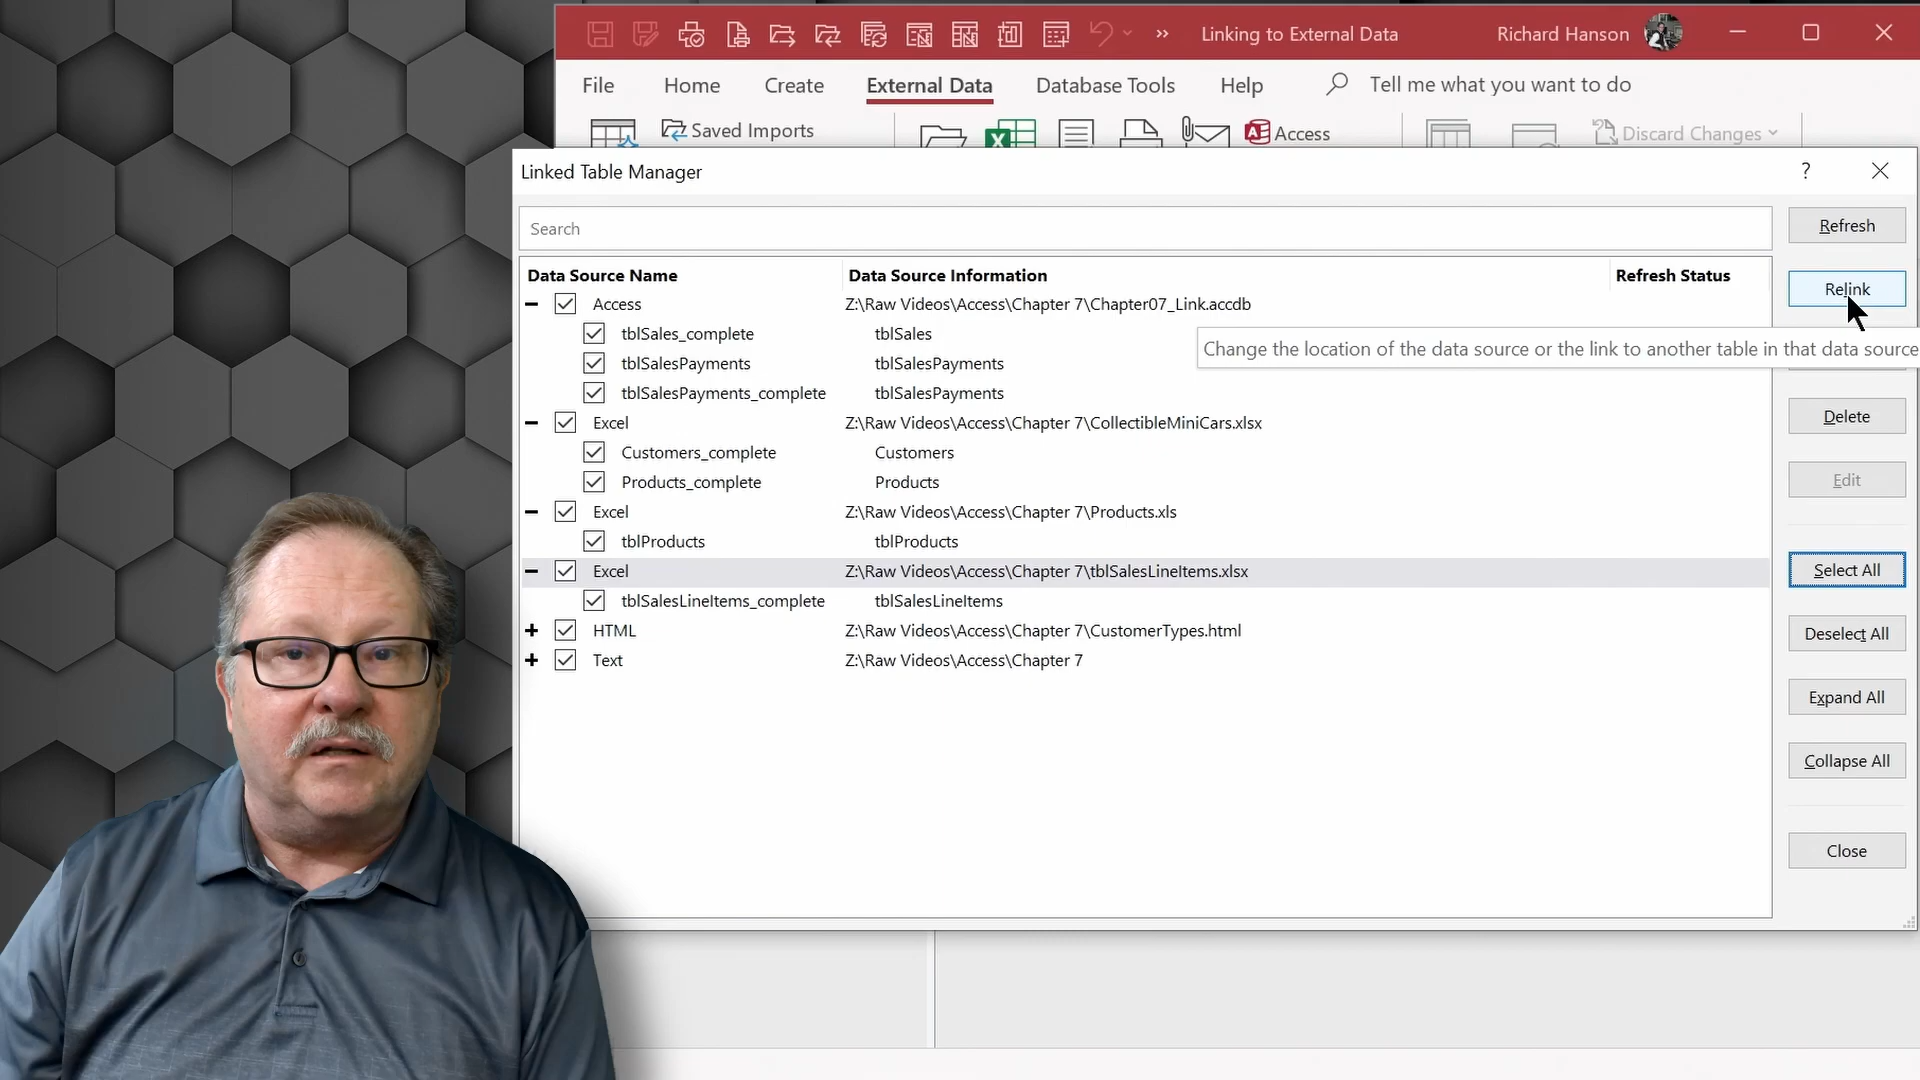 Linking to External Data
Richard Hanson
File Home Create External Data Database Tools Help Tell me what you want to do
Saved Imports
Access
Discard Changes
Linked Table Manager
?
Search
Refresh
Data Source Name Data Source Information Refresh Status
Relink
Access Z:\Raw Videos\Access\Chapter 7\Chapter07_Link.accdb
tblSales_complete tblSales
Change the location of the data source or the link to another table in that data source
tblSalesPayments tblSalesPayments
tblSalesPayments_complete tblSalesPayments
Excel Z:\Raw Videos\Access\Chapter 7\CollectibleMiniCars.xlsx
Delete
Customers_complete Customers
Products_complete Products
Edit
Excel Z:\Raw Videos\Access\Chapter 7\Products.xls
tblProducts tblProducts
Excel Z:\Raw Videos\Access\Chapter 7\tblSalesLineItems.xlsx
Select All
tblSalesLineItems_complete tblSalesLineItems
HTML Z:\Raw Videos\Access\Chapter 7\CustomerTypes.html
Deselect All
Text Z:\Raw Videos\Access\Chapter 7
Expand All
Collapse All
Close